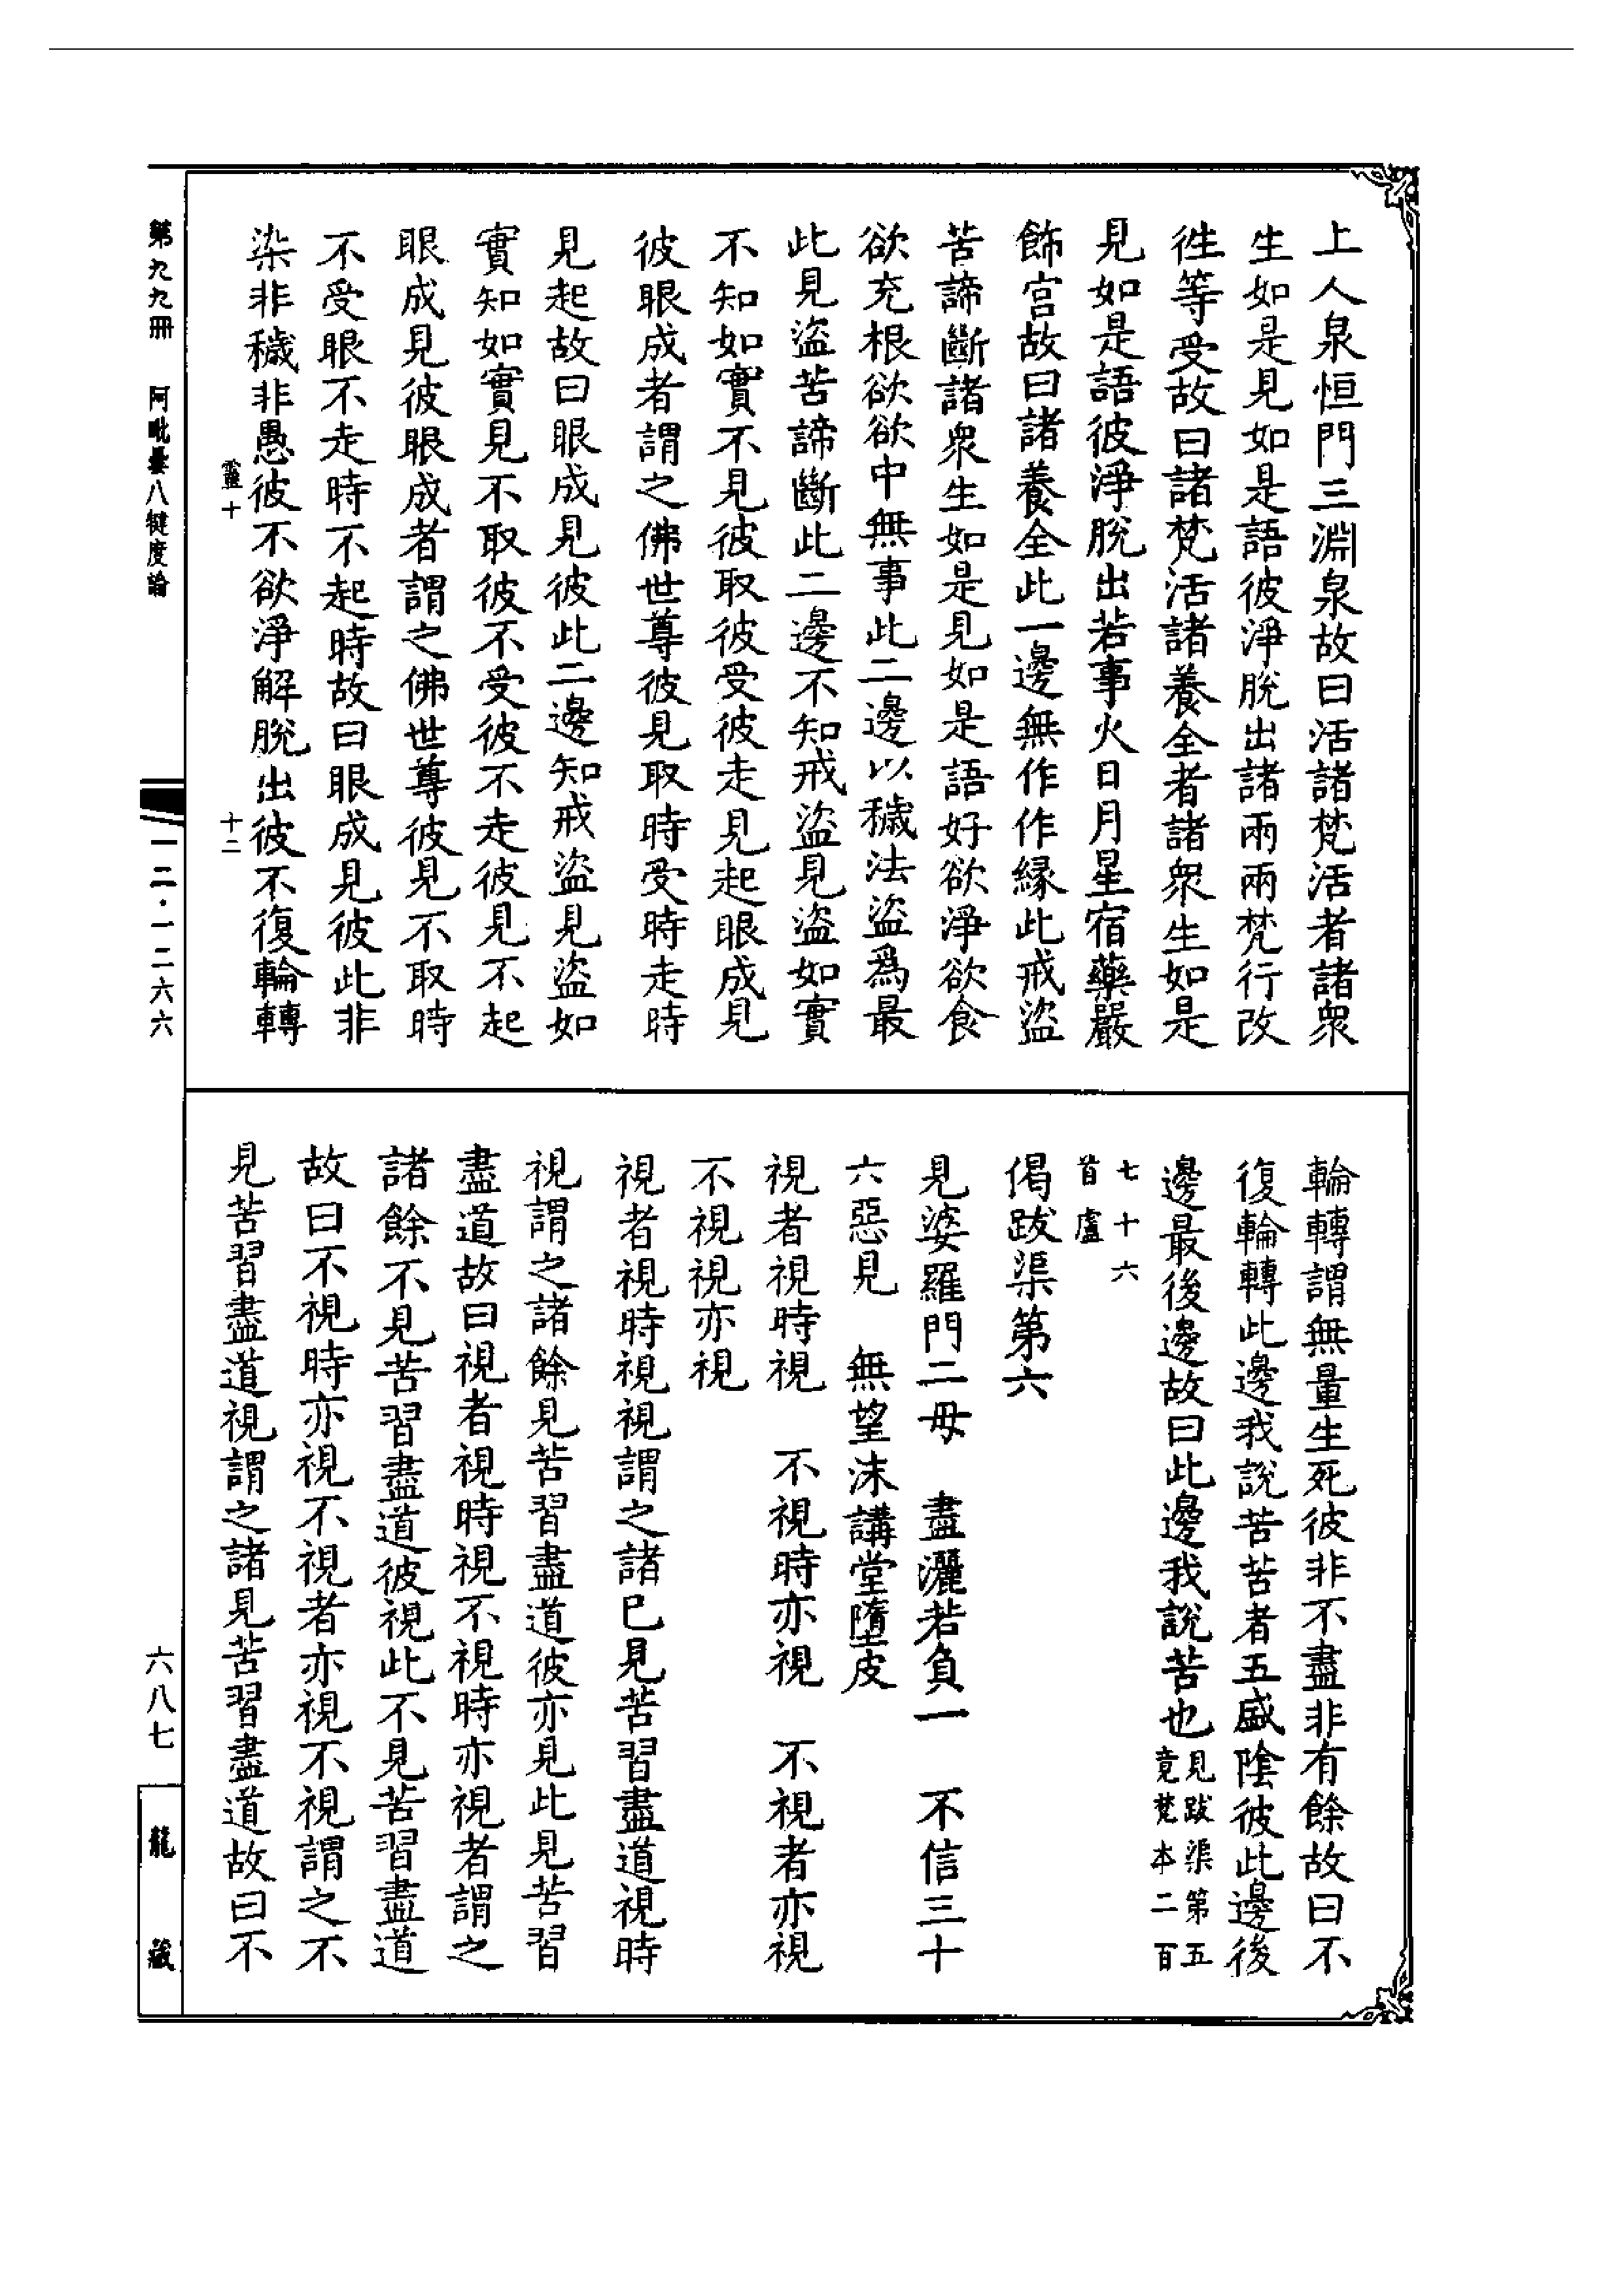 上人泉恒門三淵泉故曰活諸梵活者諸衆
生如是見如是語彼淨脫出諸兩兩梵行改
徃等受故曰諸梵活諸養全者諸衆生如是
見如是語彼淨脫出若事火日月星宿藥嚴
飾宫故曰諸養全此一邊無作作緣此戒盜
苦諦斷諸衆生如是見如是語好欲淨欲食
欲充根欲欲中無事此二邊以穢法盜爲最
此見盜苦諦斷此二邊不知戒盜見盜如實
不知如實不見彼取彼受彼走見起眼成見
彼眼成者謂之佛世尊彼見取時受時走時
見起故曰眼成見彼此二邊知戒盜見盜如
實知如實見不取彼不受彼不走彼見不起
眼成見彼眼成者謂之佛世尊彼見不取時
不受眼不走時不起時故曰眼成見彼此非
染非穢非愚彼不欲淨解脫出彼不復輪轉
靈十
十二
輪轉謂無量生死彼非不盡非有餘故曰不
復輪轉此邊我說苦苦者五盛陰彼此邊後
邊最後邊故曰此邊我說苦也見跋渠第五
竟梵本二百
七十六
首盧
偈跋渠第六
見婆羅門二毋 盡灑若負一 不信三十
六惡見 無望沫講堂墮皮
視者視時視 不視時亦視 不視者亦視
不視視亦視
視者視時視視謂之諸已見苦習盡道視時
視謂之諸餘見苦習盡道彼亦見此見苦習
盡道故曰視者視時視不視時亦視者謂之
諸餘不見苦習盡道彼視此不見苦習盡道
故曰不視時亦視不視者亦視不視謂之不
見苦習盡道視謂之諸見苦習盡道故曰不
第九九冊 阿毗曇八犍度論
一二·一二六六
六八七
龍藏